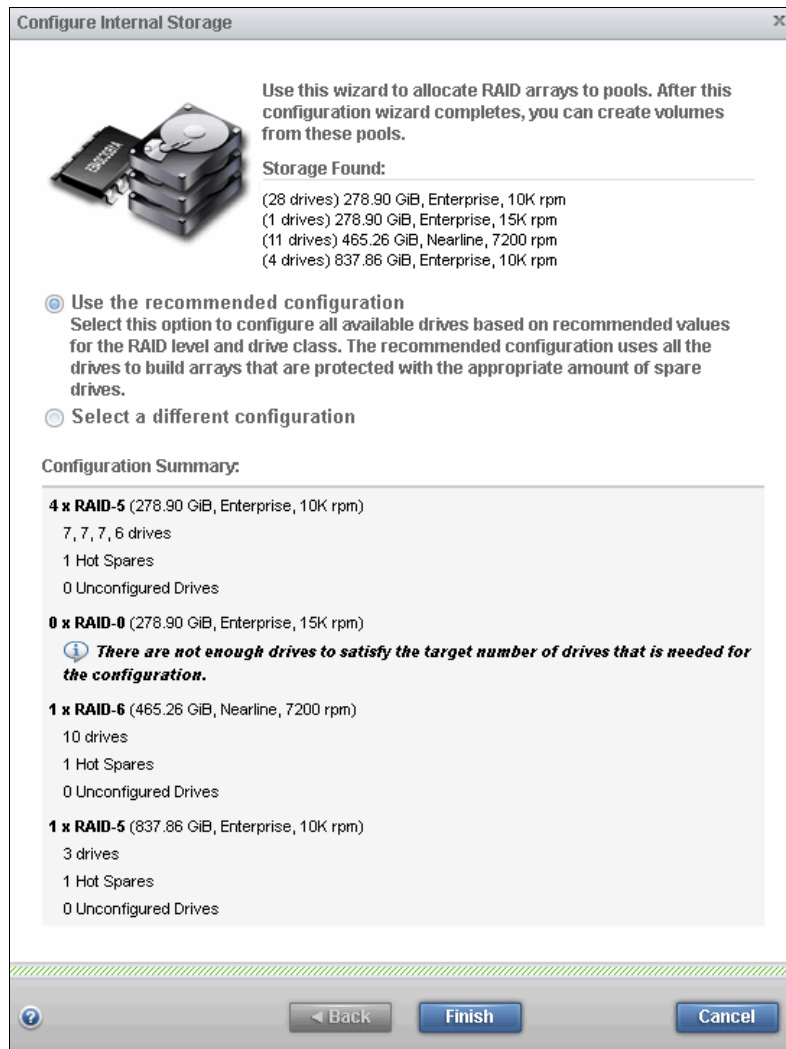 Configure Internal Storage
x
Use this wizard to allocate RAID arrays to pools. After this
configuration wizard completes, you can create volumes
from these pools.
Storage Found:
(28 drives) 278.90 GiB, Enterprise, 10K rpm
(1 drives) 278.90 GiB, Enterprise, 15K rpm
(11 drives) 465.26 GiB, Nearline, 7200 rpm
(4 drives) 837.86 GiB, Enterprise, 10K rpm
Use the recommended configuration
Select this option to configure all available drives based on recommended values
for the RAID level and drive class. The recommended configuration uses all the
drives to build arrays that are protected with the appropriate amount of spare
drives.
Select a different configuration
Configuration Summary:
4 x RAID-5 (278.90 GiB, Enterprise, 10K rpm)
7, 7, 7, 6 drives
1 Hot Spares
0 Unconfigured Drives
0 x RAID-0 (278.90 GiB, Enterprise, 15K rpm)
There are not enough drives to satisfy the target number of drives that is needed for
the configuration.
1 x RAID-6 (465.26 GiB, Nearline, 7200 rpm)
10 drives
1 Hot Spares
0 Unconfigured Drives
1 x RAID-5 (837.86 GiB, Enterprise, 10K rpm)
3 drives
1 Hot Spares
0 Unconfigured Drives
? ◄ Back Finish Cancel